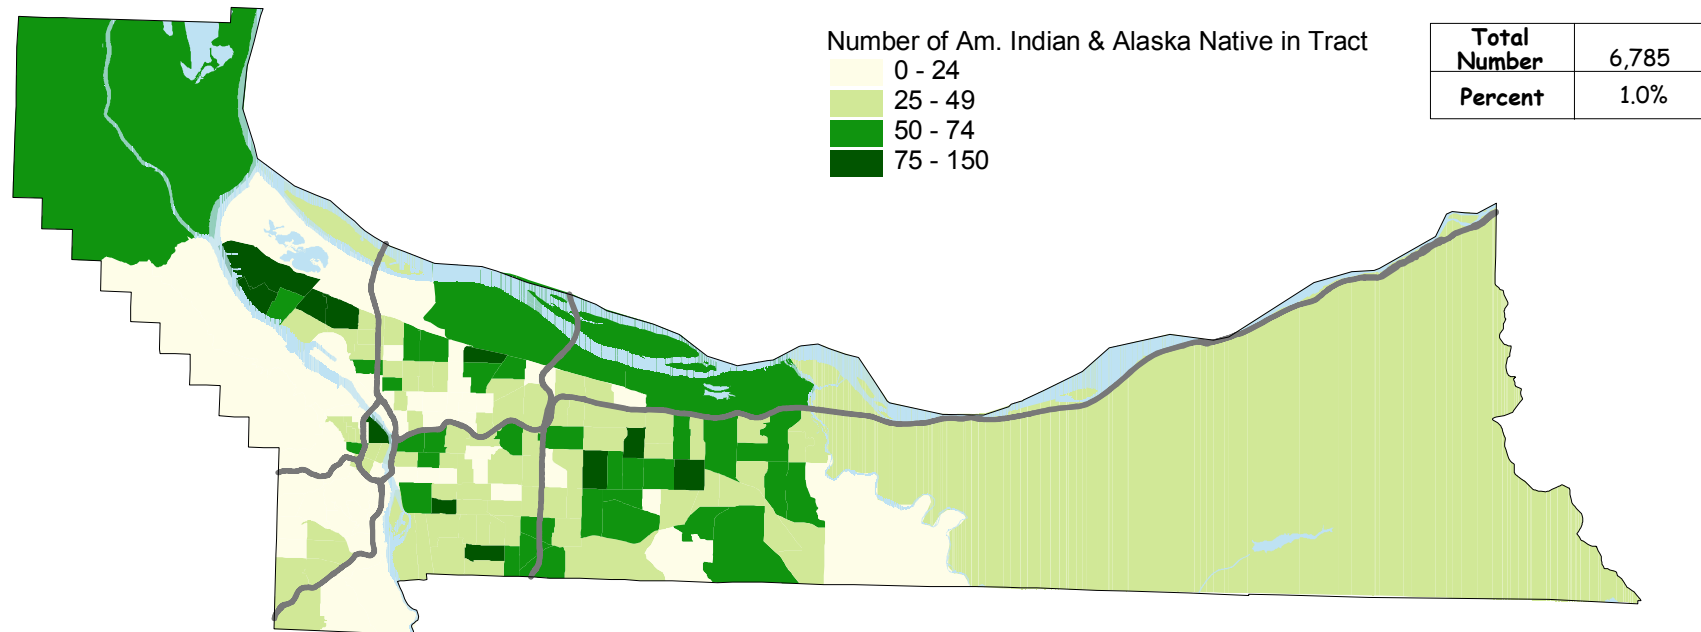 Number of Am. Indian & Alaska Native in Tract
0 - 24
25 - 49
50 - 74
75 - 150
Total
Number
6,785
Percent
1.0%